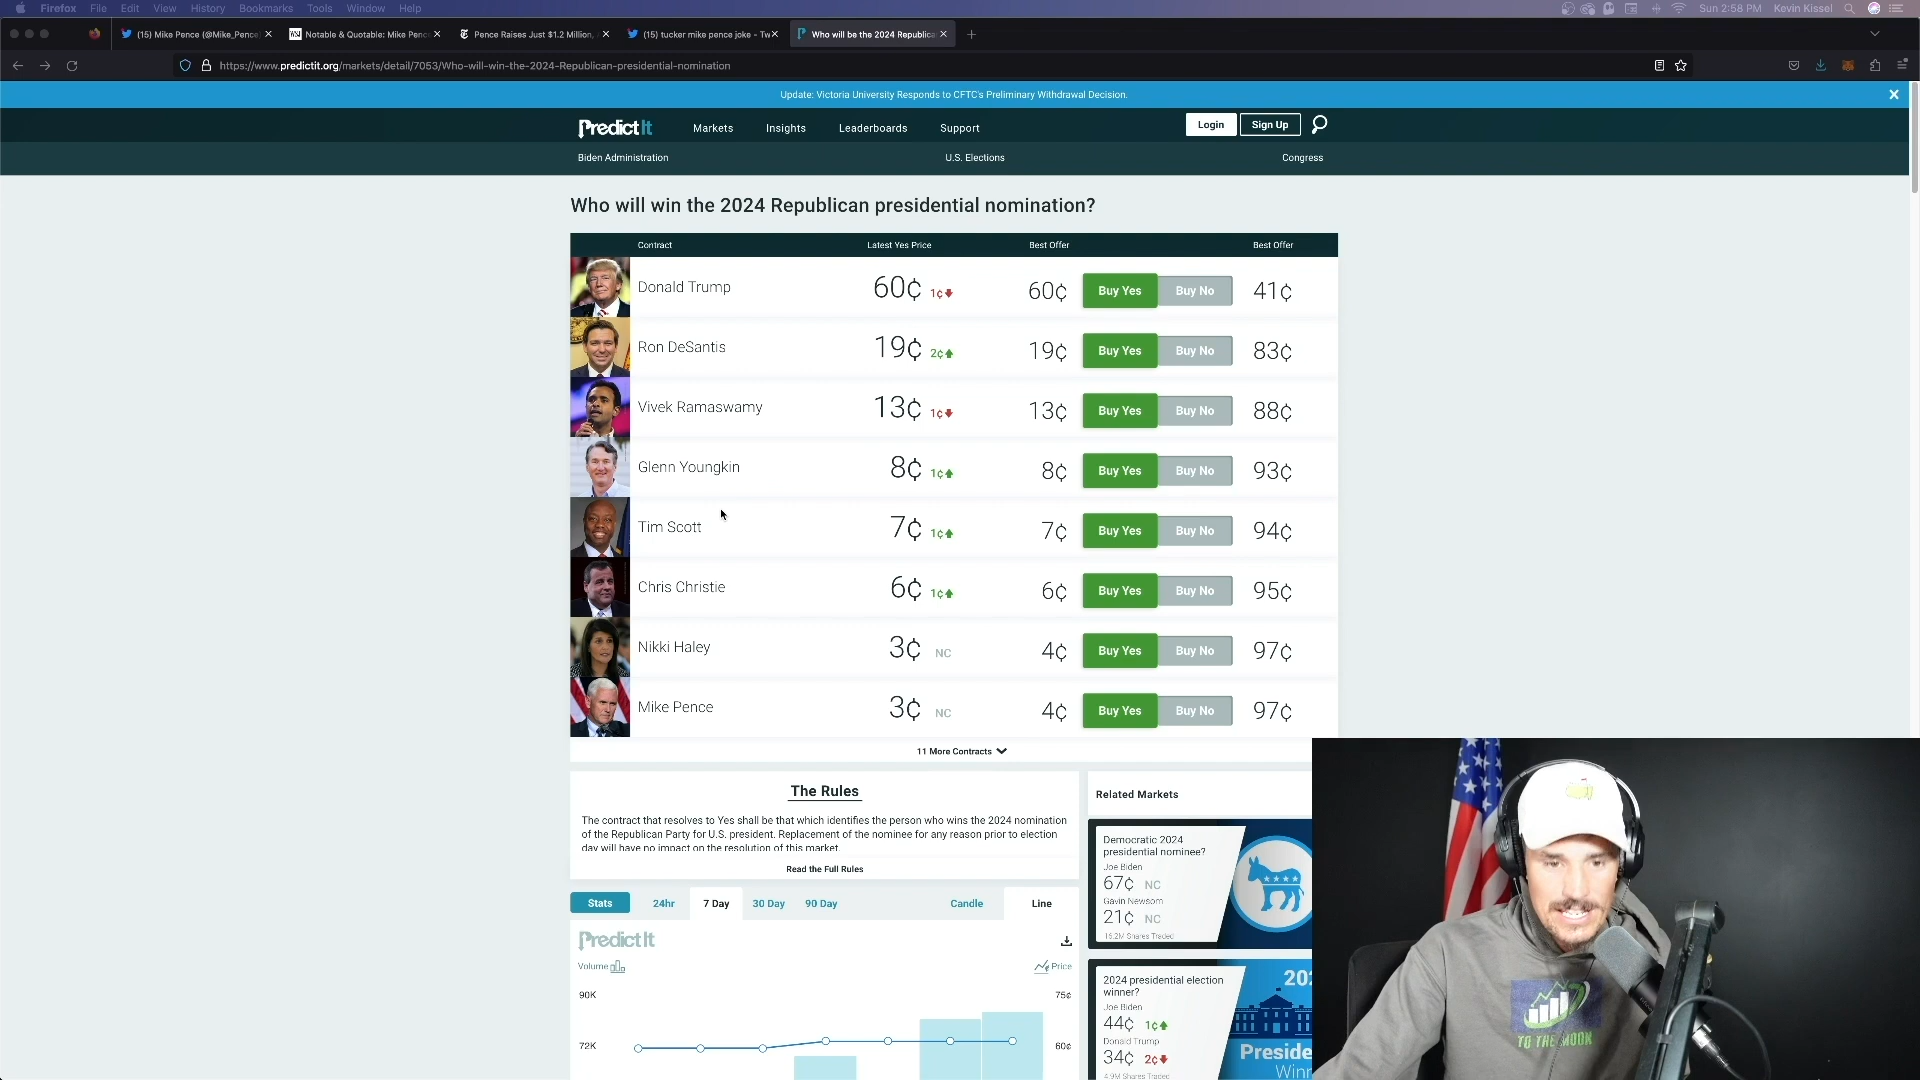 Firefox File Edit View History Bookmarks Tools Window Help Sun 2:58 PM Kevin Kissel
(15) Mike Pence (@Mike_Pence) Notable & Quotable: Mike Penc Pence Raises Just $1.2 Million, (15) tucker mike pence joke - Tw Who will be the 2024 Republica
https://www.predictit.org/markets/detail/7053/Who-will-win-the-2024-Republican-presidential-nomination
Update: Victoria University Responds to CFTC's Preliminary Withdrawal Decision.
PredictIt Markets Insights Leaderboards Support Login Sign Up
Biden Administration U.S. Elections Congress
Who will win the 2024 Republican presidential nomination?
Contract Latest Yes Price Best Offer Best Offer
Donald Trump 60¢ 1¢ 60¢ Buy Yes Buy No 41¢
Ron DeSantis 19¢ 2¢ 19¢ Buy Yes Buy No 83¢
Vivek Ramaswamy 13¢ 1¢ 13¢ Buy Yes Buy No 88¢
Glenn Youngkin 8¢ 1¢ 8¢ Buy Yes Buy No 93¢
Tim Scott 7¢ 1¢ 7¢ Buy Yes Buy No 94¢
Chris Christie 6¢ 1¢ 6¢ Buy Yes Buy No 95¢
Nikki Haley 3¢ NC 4¢ Buy Yes Buy No 97¢
Mike Pence 3¢ NC 4¢ Buy Yes Buy No 97¢
11 More Contracts
The Rules
The contract that resolves to Yes shall be that which identifies the person who wins the 2024 nomination
of the Republican Party for U.S. president. Replacement of the nominee for any reason prior to election
day will have no impact on the resolution of this market.
Read the Full Rules
Stats 24hr 7 Day 30 Day 90 Day Candle Line
PredictIt
Volume Price
90K 75¢
72K 60¢
Related Markets
Democratic 2024
presidential nominee?
Joe Biden
67¢ NC
Gavin Newsom
21¢ NC
16.2M Shares Traded
2024 presidential election
winner?
Joe Biden
44¢ 1¢
Donald Trump
34¢ 2¢
4.9M Shares Traded
202
Preside
Winn
TO THE MOON